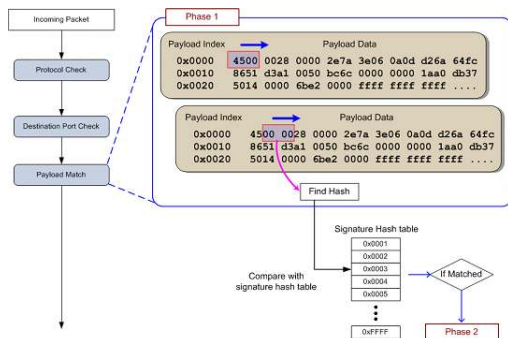 Incoming Packet
Protocol Check
Destination Port Check
Payload Match
Phase 1
Payload Index Payload Data
0x0000 4500 0028 0000 2e7a 3e06 0a0d d26a 64fc
0x0010 8651 d3a1 0050 bc6c 0000 0000 1aa0 db37
0x0020 5014 0000 6be2 0000 ffff ffff ffff ....
Payload Index Payload Data
0x0000 4500 0028 0000 2e7a 3e06 0a0d d26a 64fc
0x0010 8651 d3a1 0050 bc6c 0000 0000 1aa0 db37
0x0020 5014 0000 6be2 0000 ffff ffff ffff ....
Find Hash
Signature Hash table
0x0001
0x0002
0x0003
0x0004
0x0005
0xFFFF
Compare with
signature hash table
If Matched
Phase 2